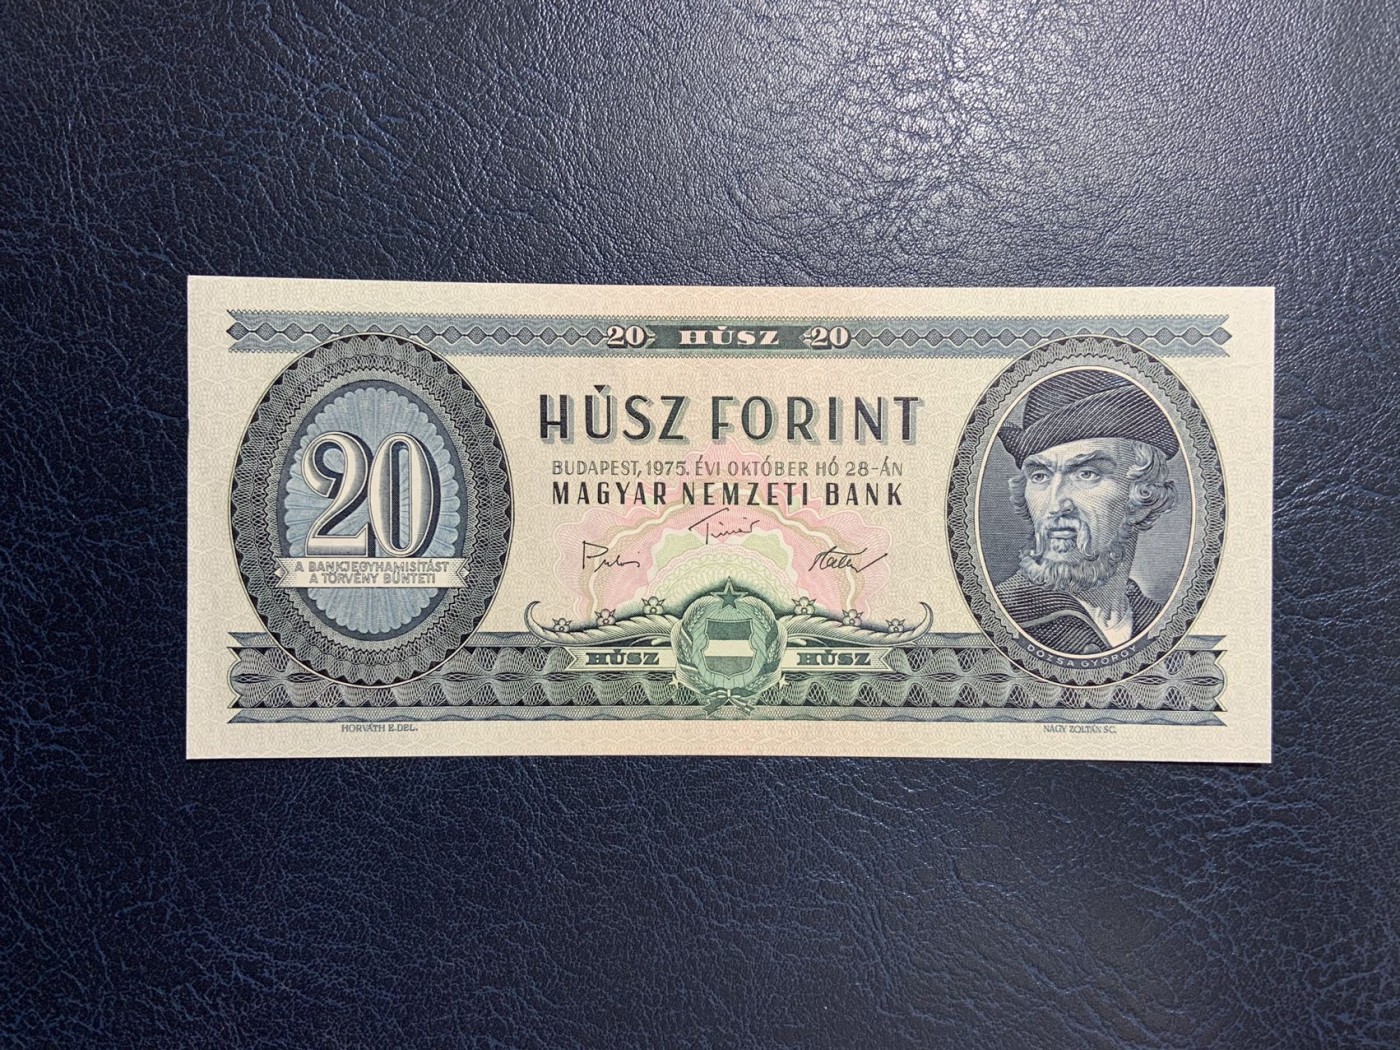 20 HÚSZ 20
HÚSZ FORINT
BUDAPEST, 1975. ÉVI OKTÓBER HÓ 28-ÁN
MAGYAR NEMZETI BANK
20
A BANKJEGYHAMISÍTÁST
A TÖRVÉNY BÜNTETI
HÚSZ HÚSZ
DÓZSA GYÖRGY
HORVÁTH E. DEL.
NAGY ZOLTÁN SC.